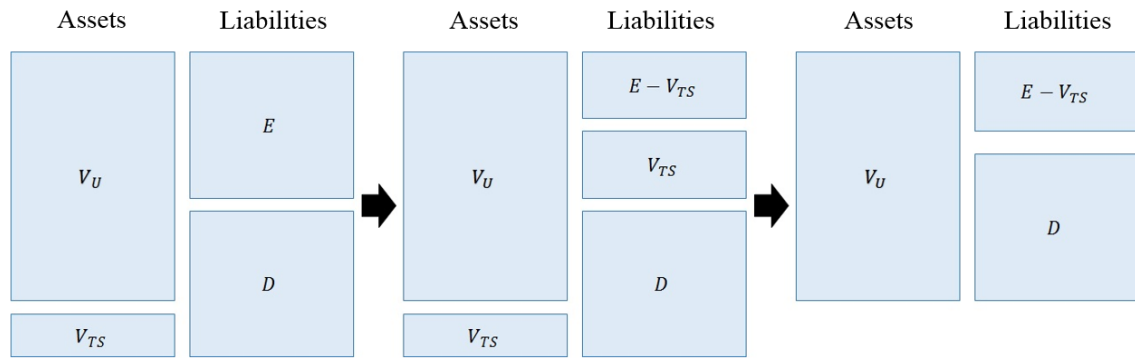 Assets Liabilities Assets Liabilities Assets Liabilities
V_U
V_TS
E
D
V_U
V_TS
E − V_TS
V_TS
D
V_U
E − V_TS
D